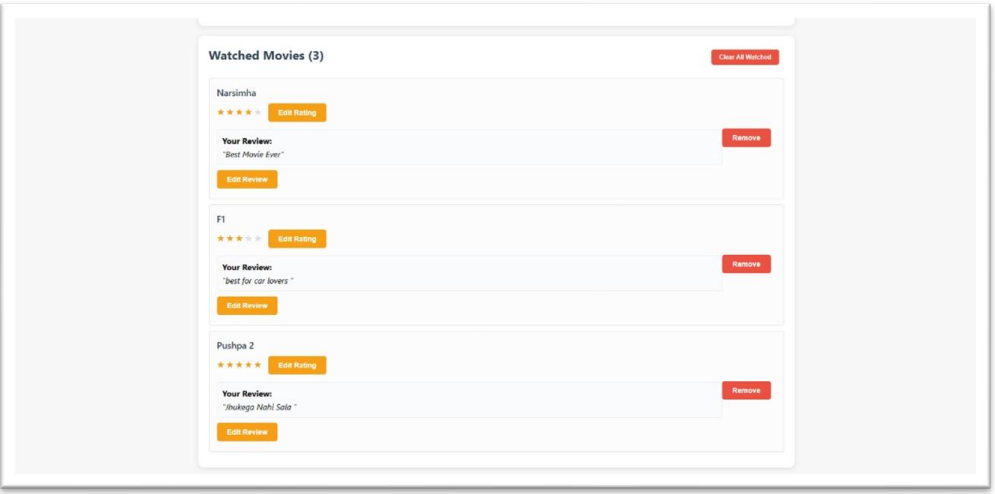 Watched Movies (3)
Clear All Watched
Narsimha
Edit Rating
Your Review:
"Best Movie Ever"
Remove
Edit Review
F1
Edit Rating
Your Review:
"best for car lovers "
Remove
Edit Review
Pushpa 2
Edit Rating
Your Review:
"Jhukega Nahi Sala "
Remove
Edit Review